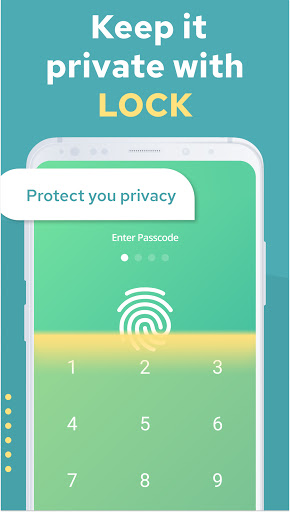 Keep it
private with
LOCK
Protect you privacy
Enter Passcode
1 2 3
4 5 6
7 8 9